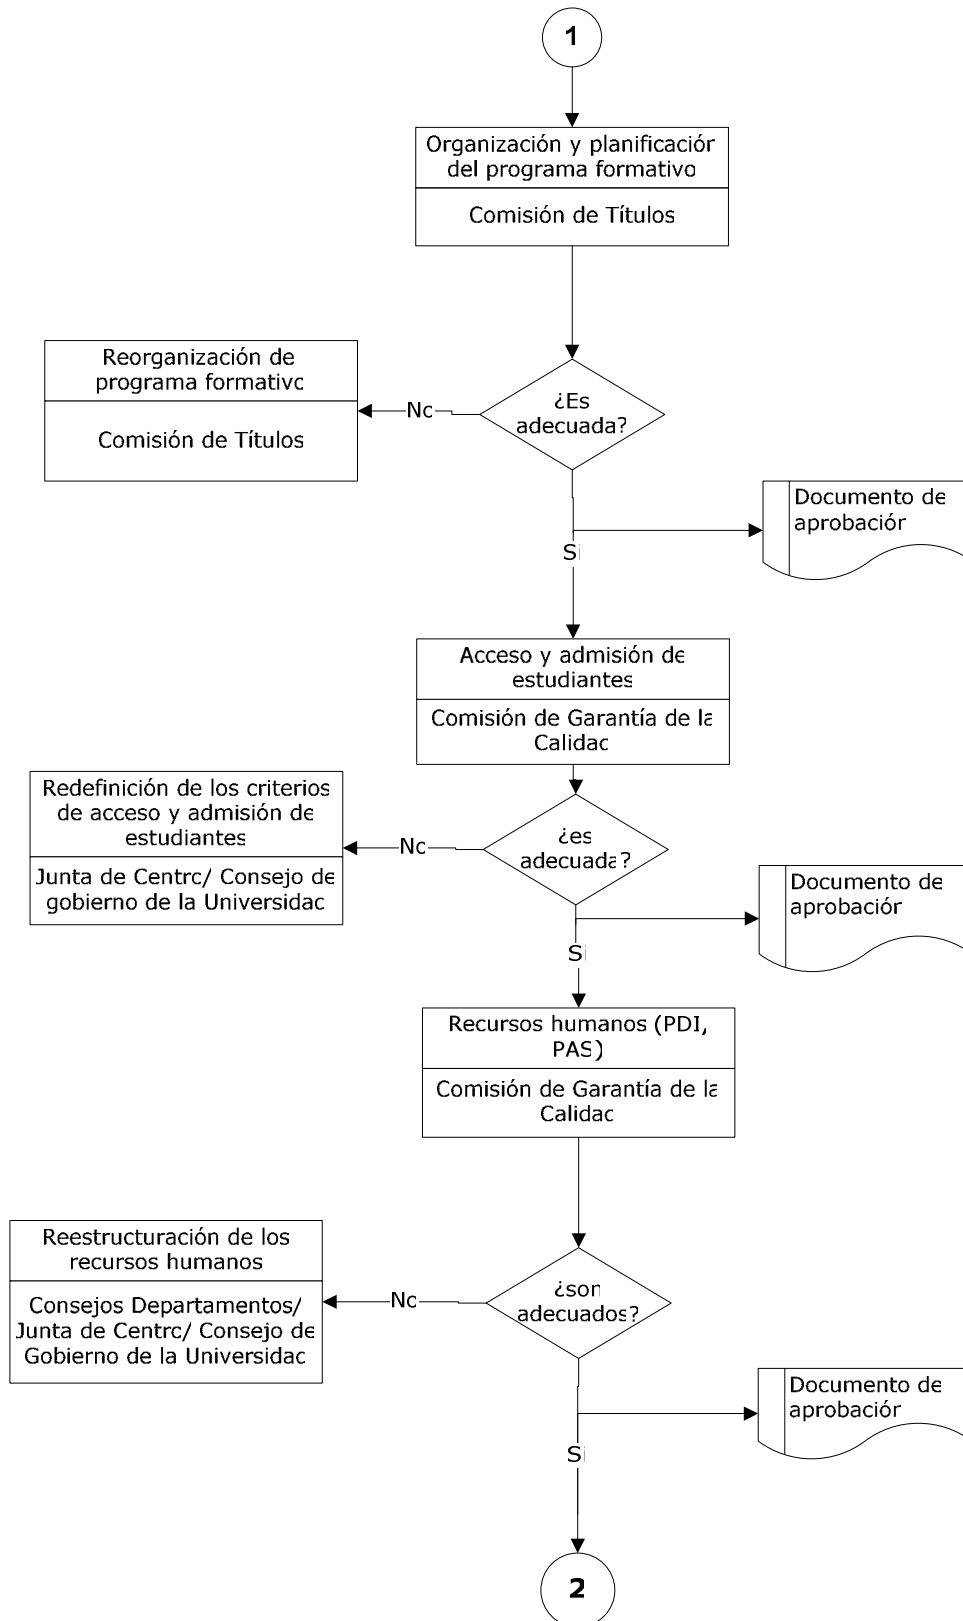 1
Organización y planificación
del programa formativo
Comisión de Títulos
Reorganización de
programa formativo
Comisión de Títulos
No
¿Es
adecuada?
Documento de
aprobación
Si
Acceso y admisión de
estudiantes
Comisión de Garantía de la
Calidad
Redefinición de los criterios
de acceso y admisión de
estudiantes
Junta de Centro/ Consejo de
gobierno de la Universidad
No
¿es
adecuada?
Documento de
aprobación
Si
Recursos humanos (PDI,
PAS)
Comisión de Garantía de la
Calidad
Reestructuración de los
recursos humanos
Consejos Departamentos/
Junta de Centro/ Consejo de
Gobierno de la Universidad
No
¿son
adecuados?
Documento de
aprobación
Si
2